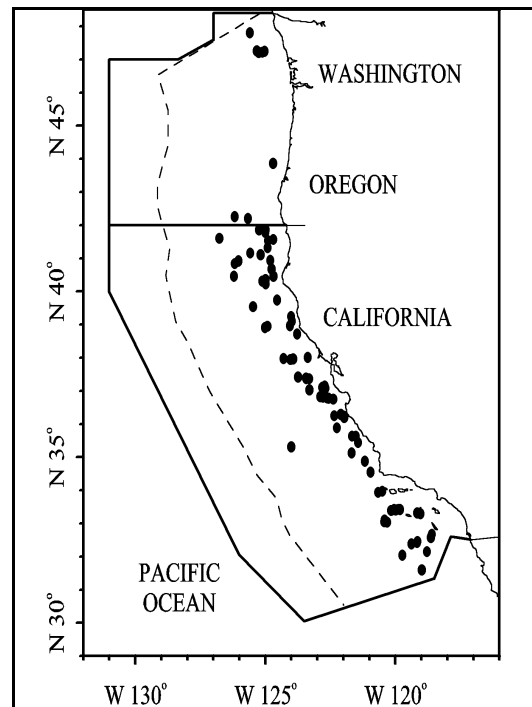 WASHINGTON
N 45°
OREGON
N 40°
CALIFORNIA
N 35°
PACIFIC
OCEAN
N 30°
W 130° W 125° W 120°